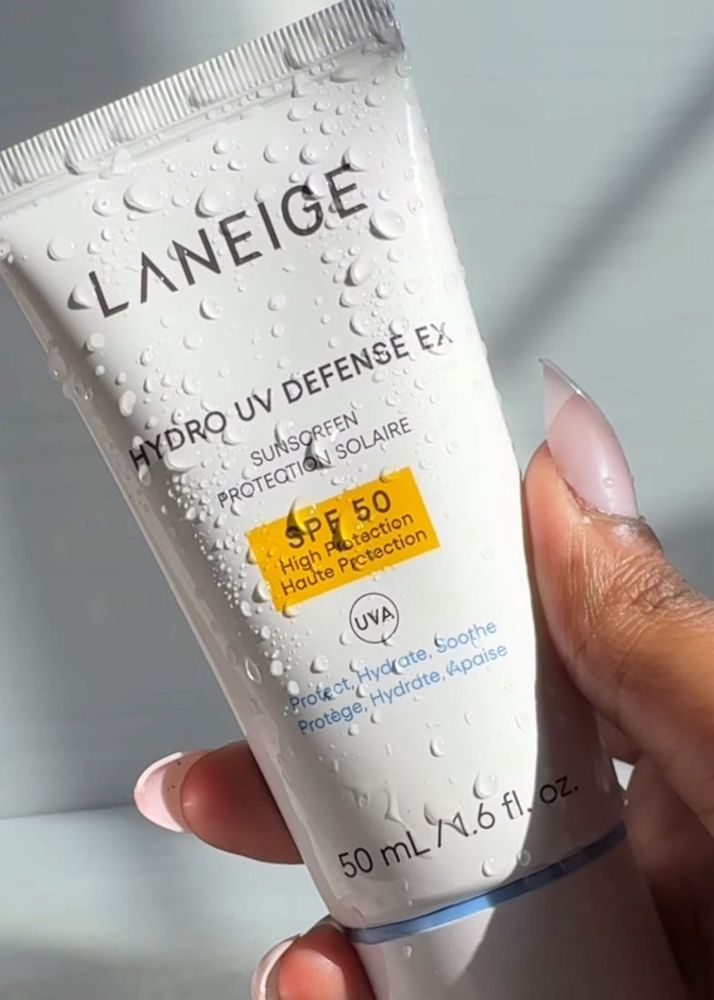 LANEIGE
HYDRO UV DEFENSE EX
SUNSCREEN
PROTECTION SOLAIRE
SPF 50
High Protection
Haute Protection
UVA
Protect, Hydrate, Soothe
Protège, Hydrate, Apaise
50 mL / 1.6 fl. oz.